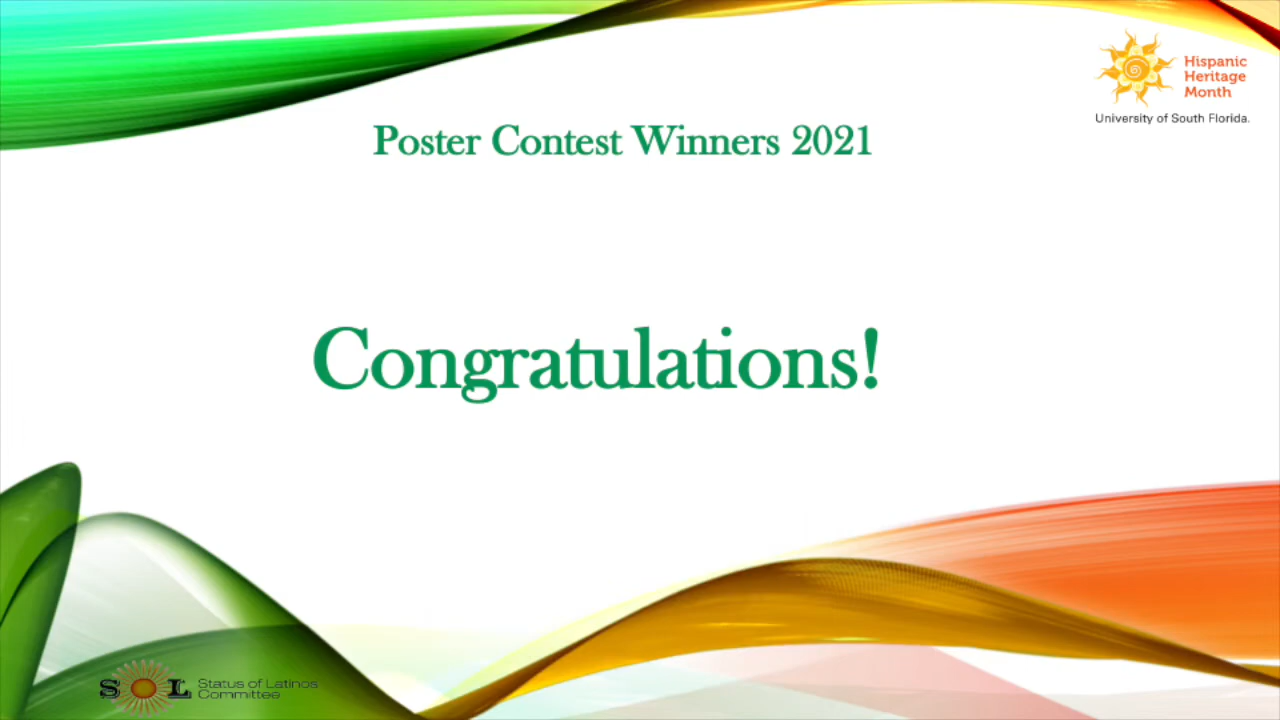 Hispanic
Heritage
Month
University of South Florida.
Poster Contest Winners 2021
Congratulations!
SOL Status of Latinos
Committee